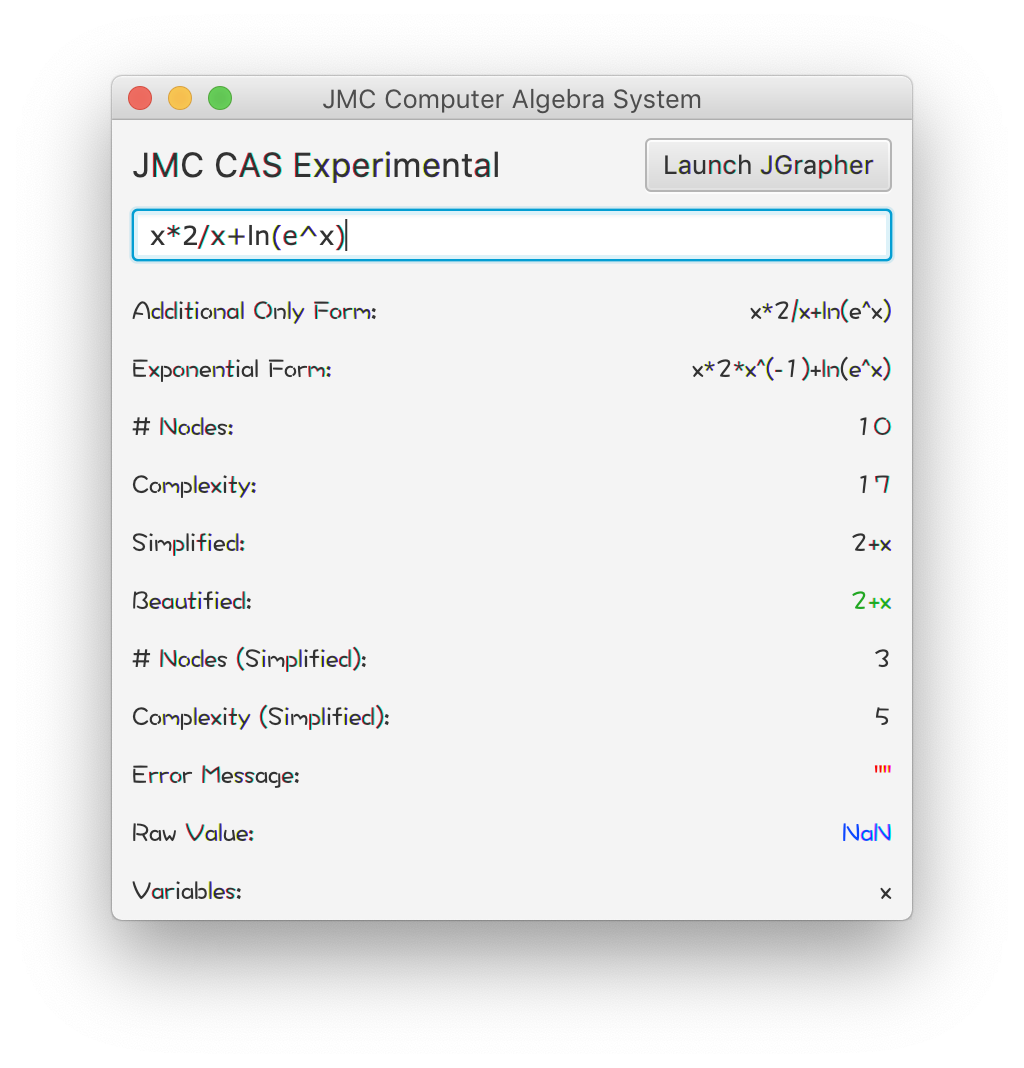 JMC Computer Algebra System
JMC CAS Experimental
Launch JGrapher
x*2/x+ln(e^x)
Additional Only Form: x*2/x+ln(e^x)
Exponential Form: x*2*x^(-1)+ln(e^x)
# Nodes: 10
Complexity: 17
Simplified: 2+x
Beautified: 2+x
# Nodes (Simplified): 3
Complexity (Simplified): 5
Error Message: ""
Raw Value: NaN
Variables: x